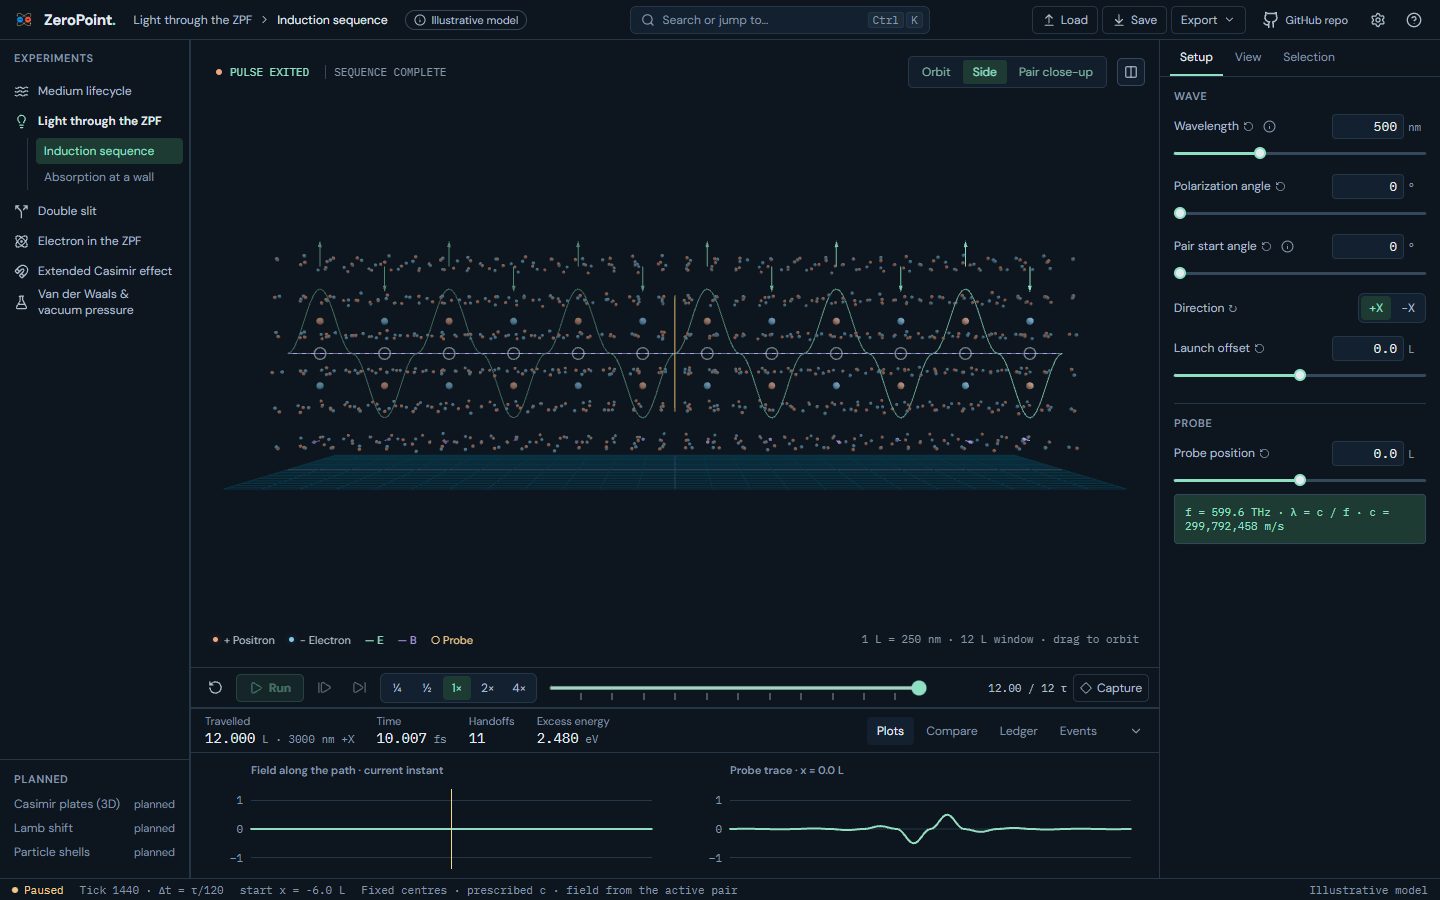 ZeroPoint.
Light through the ZPF > Induction sequence
Illustrative model
Search or jump to...
Ctrl K
Load
Save
Export
GitHub repo
EXPERIMENTS
Medium lifecycle
Light through the ZPF
Induction sequence
Absorption at a wall
Double slit
Electron in the ZPF
Extended Casimir effect
Van der Waals &
vacuum pressure
PLANNED
Casimir plates (3D) planned
Lamb shift planned
Particle shells planned
PULSE EXITED SEQUENCE COMPLETE
Orbit Side Pair close-up
+ Positron − Electron — E — B Probe
1 L = 250 nm · 12 L window · drag to orbit
Run
¼ ½ 1× 2× 4×
12.00 / 12 τ
Capture
Travelled
12.000 L · 3000 nm +X
Time
10.007 fs
Handoffs
11
Excess energy
2.480 eV
Plots Compare Ledger Events
Field along the path · current instant
1
0
−1
Probe trace · x = 0.0 L
1
0
−1
Setup View Selection
WAVE
Wavelength 500 nm
Polarization angle 0 °
Pair start angle 0 °
Direction +X −X
Launch offset 0.0 L
PROBE
Probe position 0.0 L
f = 599.6 THz · λ = c / f · c =
299,792,458 m/s
Paused Tick 1440 · Δt = τ/120 start x = -6.0 L Fixed centres · prescribed c · field from the active pair
Illustrative model